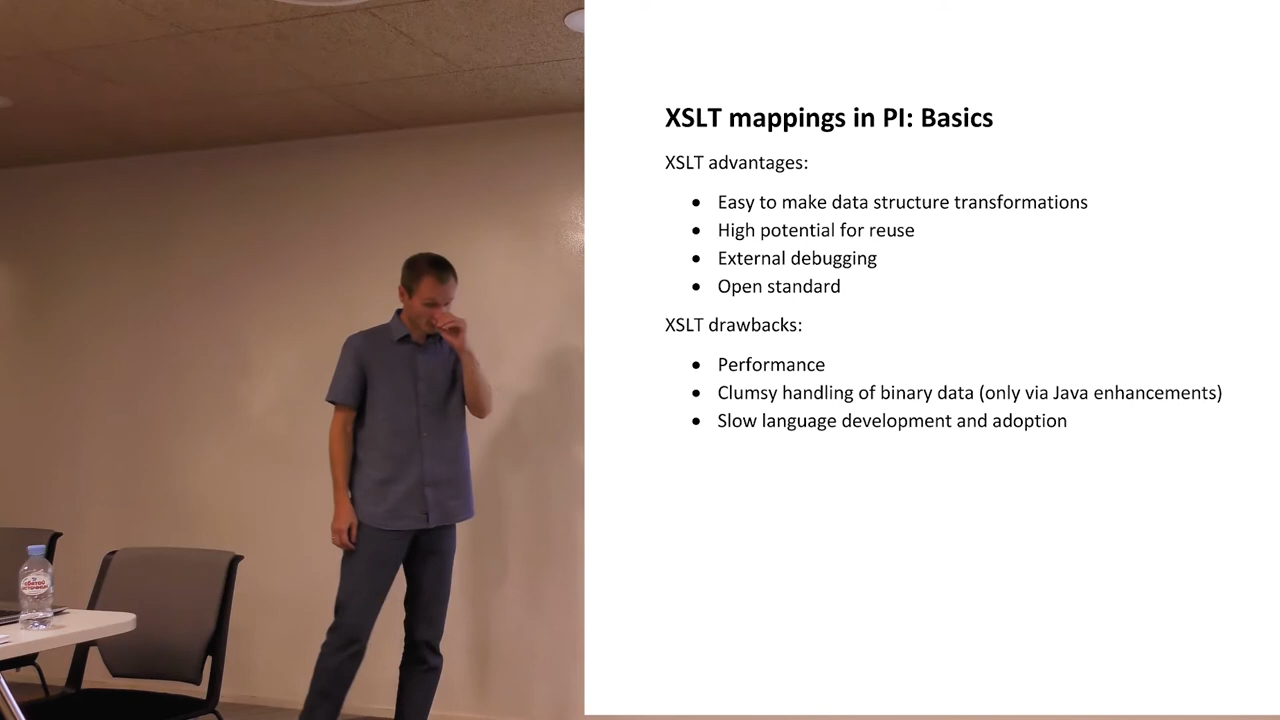 XSLT mappings in PI: Basics
XSLT advantages:
• Easy to make data structure transformations
• High potential for reuse
• External debugging
• Open standard
XSLT drawbacks:
• Performance
• Clumsy handling of binary data (only via Java enhancements)
• Slow language development and adoption